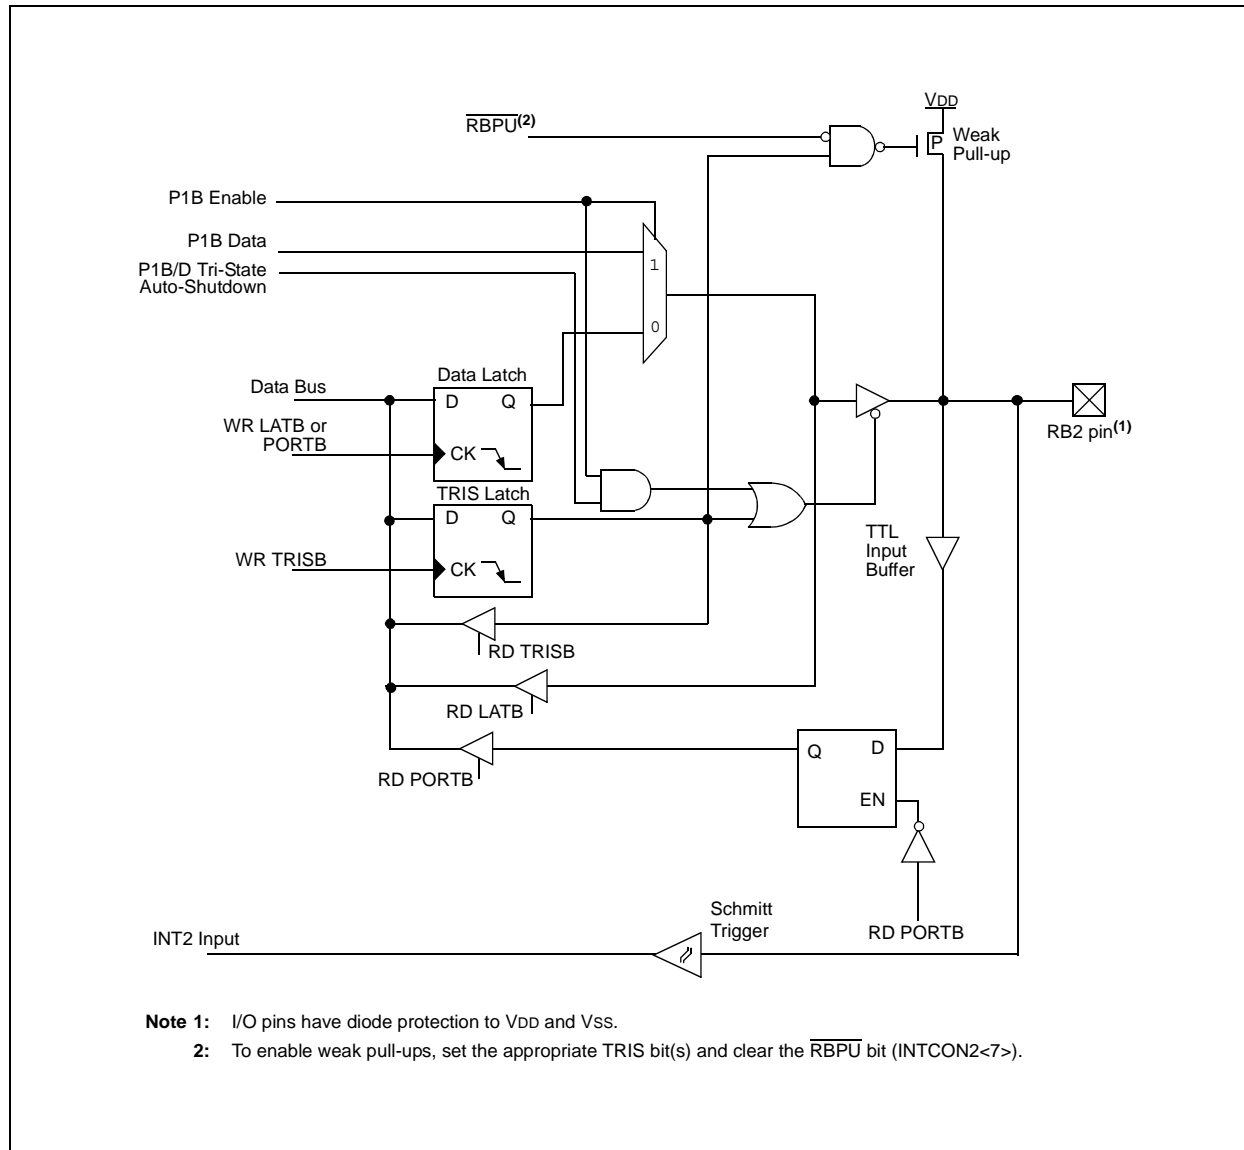 VDD
RBPU(2)
P
Weak
Pull-up
P1B Enable
P1B Data
1
P1B/D Tri-State
Auto-Shutdown
0
Data Latch
Data Bus
D Q
WR LATB or
PORTB
CK
RB2 pin(1)
TRIS Latch
D Q
TTL
Input
Buffer
WR TRISB
CK
RD TRISB
RD LATB
Q D
RD PORTB
EN
Schmitt
Trigger
RD PORTB
INT2 Input
Note 1: I/O pins have diode protection to VDD and VSS.
2: To enable weak pull-ups, set the appropriate TRIS bit(s) and clear the RBPU bit (INTCON2<7>).